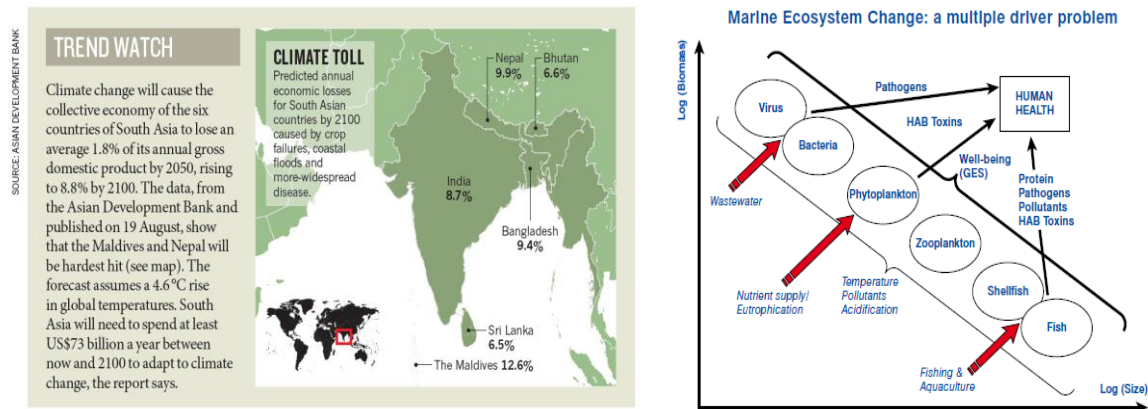 SOURCE: ASIAN DEVELOPMENT BANK
TREND WATCH
Climate change will cause the
collective economy of the six
countries of South Asia to lose an
average 1.8% of its annual gross
domestic product by 2050, rising
to 8.8% by 2100. The data, from
the Asian Development Bank and
published on 19 August, show
that the Maldives and Nepal will
be hardest hit (see map). The
forecast assumes a 4.6 °C rise
in global temperatures. South
Asia will need to spend at least
US$73 billion a year between
now and 2100 to adapt to climate
change, the report says.
CLIMATE TOLL
Predicted annual
economic losses
for South Asian
countries by 2100
caused by crop
failures, coastal
floods and
more-widespread
disease.
Nepal
9.9%
Bhutan
6.6%
India
8.7%
Bangladesh
9.4%
Sri Lanka
6.5%
The Maldives 12.6%
Marine Ecosystem Change: a multiple driver problem
Log (Biomass)
Virus
Bacteria
Phytoplankton
Zooplankton
Shellfish
Fish
Pathogens
HAB Toxins
HUMAN
HEALTH
Well-being
(GES)
Protein
Pathogens
Pollutants
HAB Toxins
Wastewater
Nutrient supply/
Eutrophication
Temperature
Pollutants
Acidification
Fishing &
Aquaculture
Log (Size)